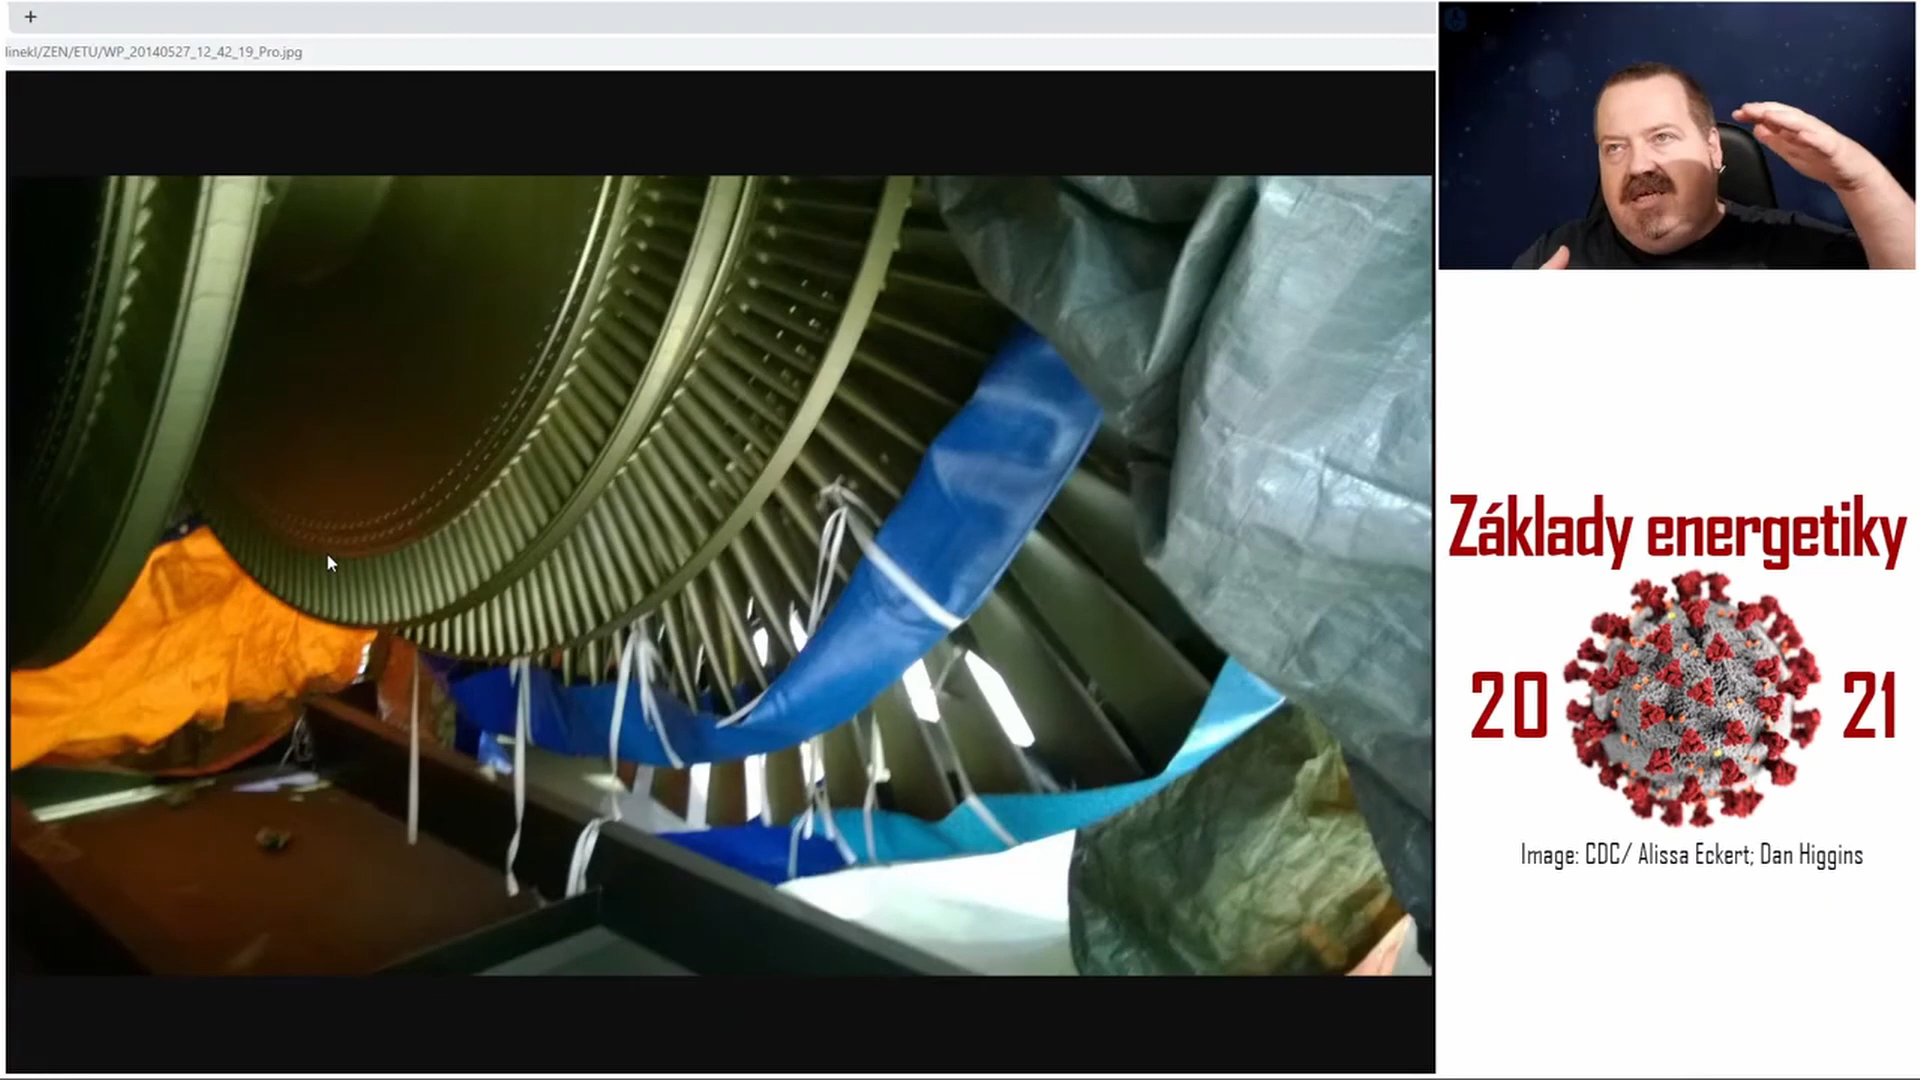 +
linekl/ZEN/ETU/WP_20140527_12_42_19_Pro.jpg
Základy energetiky
20 21
Image: CDC/ Alissa Eckert; Dan Higgins